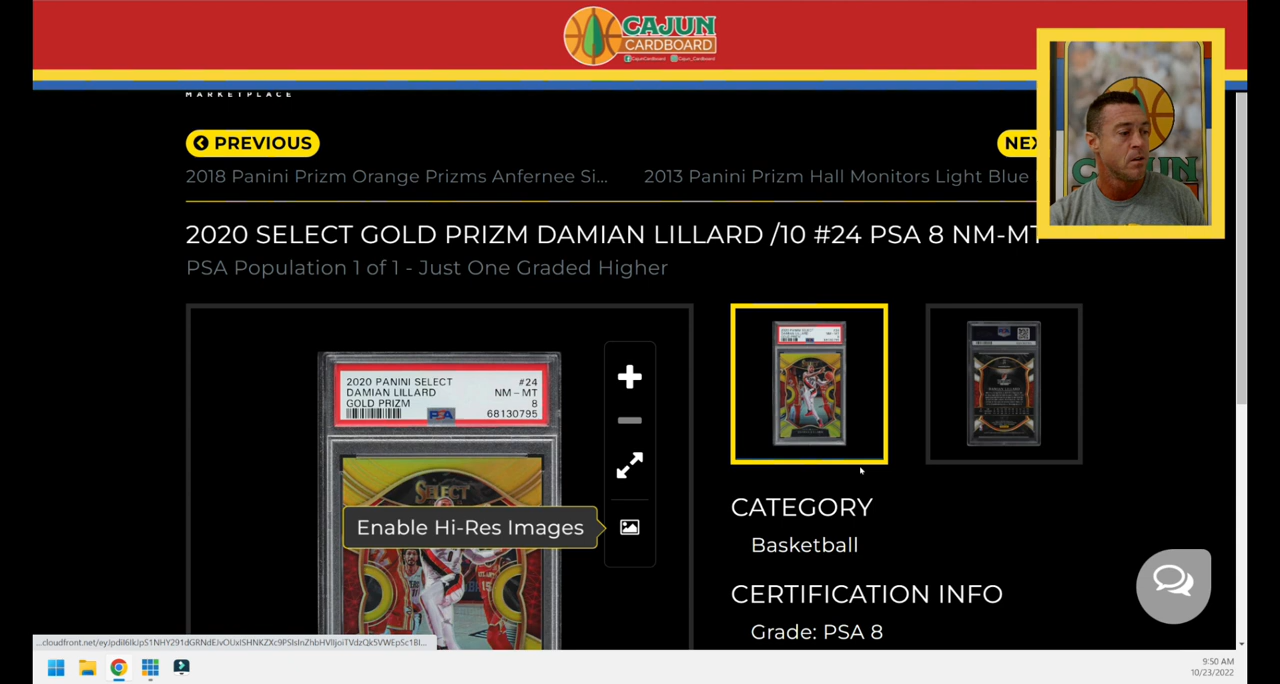 CAJUN
CARDBOARD
CajunCardboard Cajun_Cardboard
MARKETPLACE
PREVIOUS
NEX
2018 Panini Prizm Orange Prizms Anfernee Si...
2013 Panini Prizm Hall Monitors Light Blue
2020 SELECT GOLD PRIZM DAMIAN LILLARD /10 #24 PSA 8 NM-MT
PSA Population 1 of 1 - Just One Graded Higher
2020 PANINI SELECT #24
DAMIAN LILLARD NM - MT
GOLD PRIZM 8
PSA 68130795
SELECT
Enable Hi-Res Images
CATEGORY
Basketball
CERTIFICATION INFO
Grade: PSA 8
9:50 AM
10/23/2022